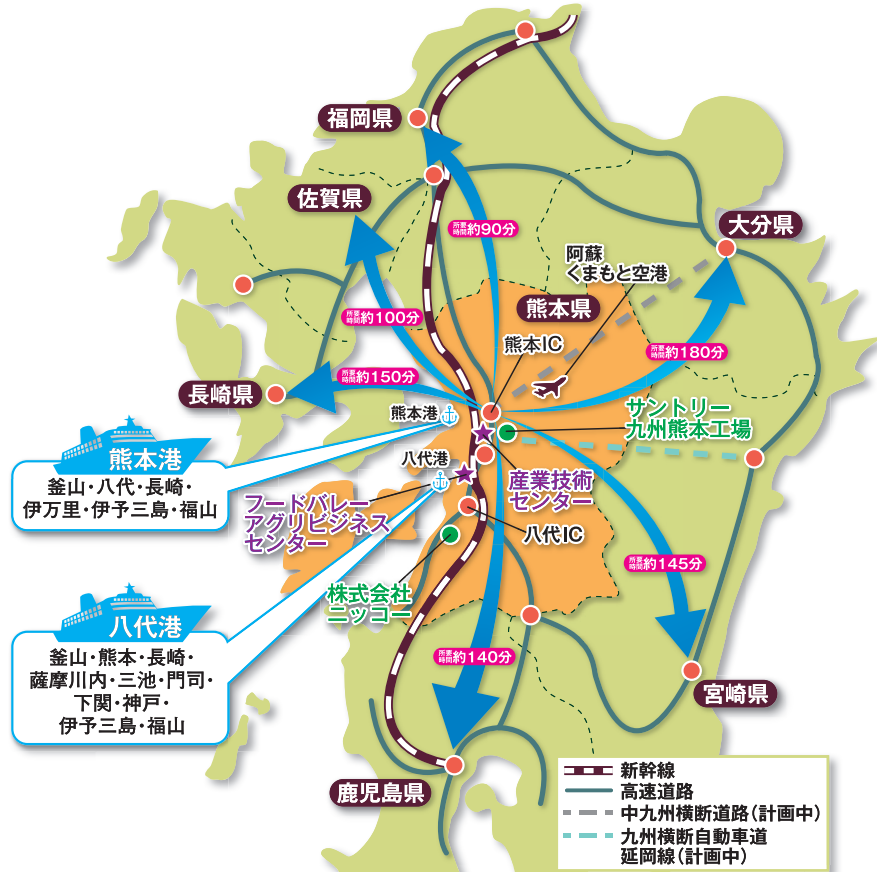 福岡県
佐賀県
所要時間約90分
大分県
阿蘇
くまもと空港
熊本県
所要時間約100分
熊本IC
所要時間約180分
所要時間約150分
長崎県
熊本港
サントリー
九州熊本工場
熊本港
釜山・八代・長崎・
伊万里・伊予三島・福山
八代港
産業技術
センター
フードバレー
アグリビジネス
センター
八代IC
所要時間約145分
株式会社
ニッコー
八代港
釜山・熊本・長崎・
薩摩川内・三池・門司・
下関・神戸・
伊予三島・福山
所要時間約140分
宮崎県
鹿児島県
新幹線
高速道路
中九州横断道路(計画中)
九州横断自動車道
延岡線(計画中)